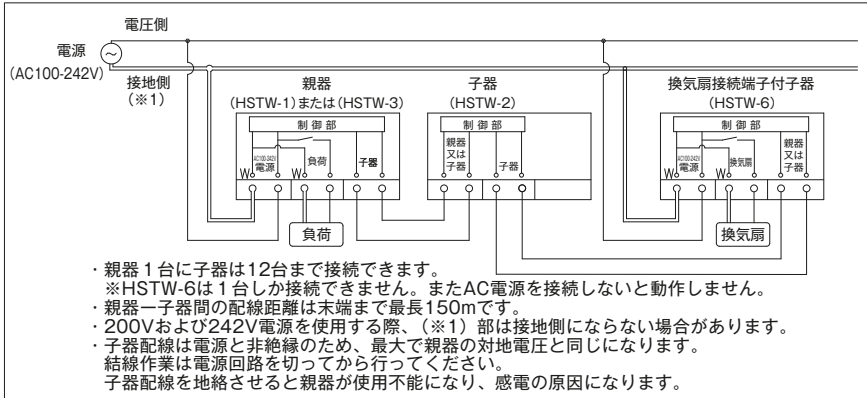 電圧側
電源
～
(AC100-242V)
接地側
(※1)
親器
(HSTW-1)または(HSTW-3)
子器
(HSTW-2)
換気扇接続端子付子器
(HSTW-6)
制御部
制御部
制御部
AC100-242V
電源
W
W
負荷
子器
親器
又は
子器
子器
AC100-242V
電源
W
W
換気扇
親器
又は
子器
負荷
換気扇
・親器1台に子器は12台まで接続できます。
※HSTW-6は1台しか接続できません。またAC電源を接続しないと動作しません。
・親器ー子器間の配線距離は末端まで最長150mです。
・200Vおよび242V電源を使用する際、(※1)部は接地側にならない場合があります。
・子器配線は電源と非絶縁のため、最大で親器の対地電圧と同じになります。
結線作業は電源回路を切ってから行ってください。
子器配線を地絡させると親器が使用不能になり、感電の原因になります。